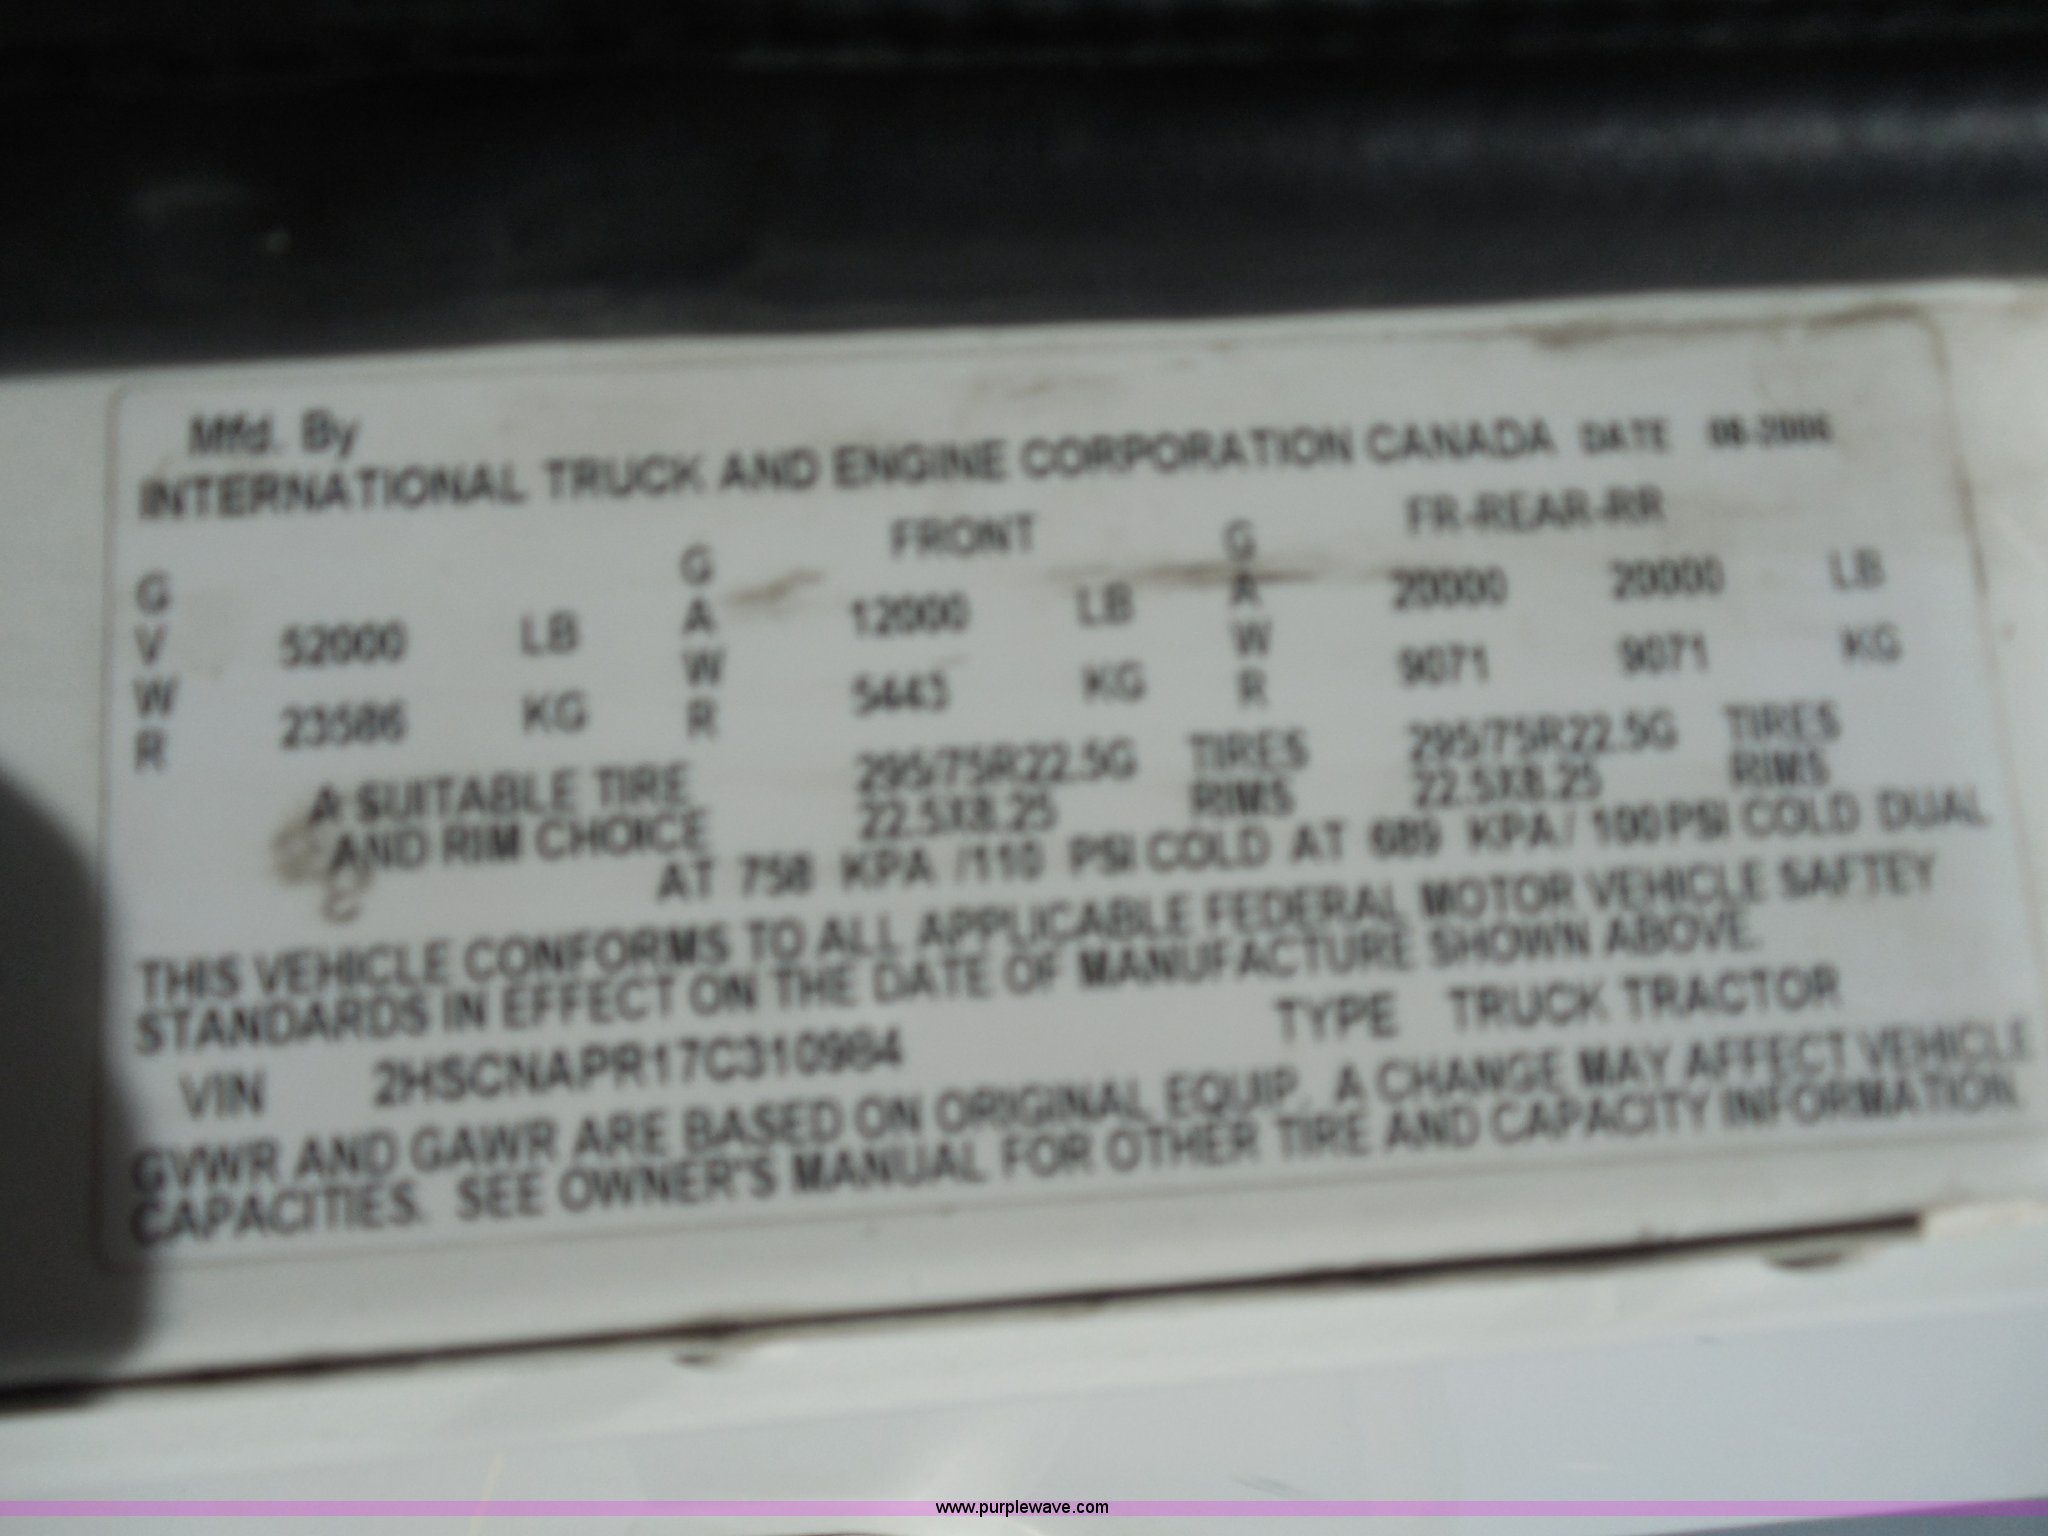 Mfd. By
INTERNATIONAL TRUCK AND ENGINE CORPORATION CANADA DATE
G FRONT G FR-REAR-RR
G 52000 LB A 12000 LB A 20000 20000 LB
V W W
W 23586 KG R 5443 KG R 9071 9071 KG
R
A SUITABLE TIRE 295/75R22.5G TIRES 295/75R22.5G TIRES
AND RIM CHOICE 22.5X8.25 RIMS 22.5X8.25 RIMS
AT 758 KPA /110 PSI COLD AT 689 KPA/ 100 PSI COLD DUAL
THIS VEHICLE CONFORMS TO ALL APPLICABLE FEDERAL MOTOR VEHICLE SAFTEY
STANDARDS IN EFFECT ON THE DATE OF MANUFACTURE SHOWN ABOVE.
VIN 2HSCNAPR17C310984 TYPE TRUCK TRACTOR
GVWR AND GAWR ARE BASED ON ORIGINAL EQUIP. A CHANGE MAY AFFECT VEHICLE
CAPACITIES. SEE OWNER'S MANUAL FOR OTHER TIRE AND CAPACITY INFORMATION.
www.purplewave.com